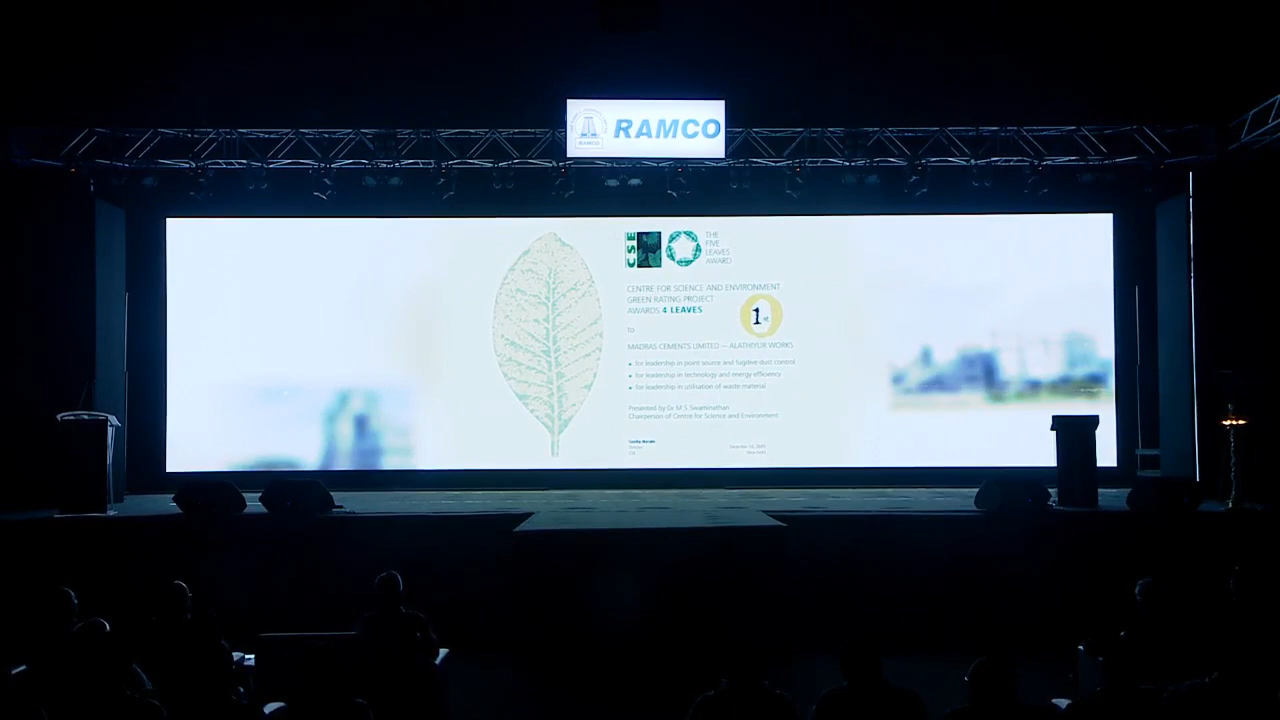 RAMCO
RAMCO
CSE
THE
FIVE
LEAVES
AWARD
CENTRE FOR SCIENCE AND ENVIRONMENT
GREEN RATING PROJECT
AWARDS 4 LEAVES
1st
to
MADRAS CEMENTS LIMITED — ALATHIYUR WORKS
• for leadership in point source and fugitive dust control
• for leadership in technology and energy efficiency
• for leadership in utilisation of waste material
Presented by Dr M S Swaminathan
Chairperson of Centre for Science and Environment
New Delhi